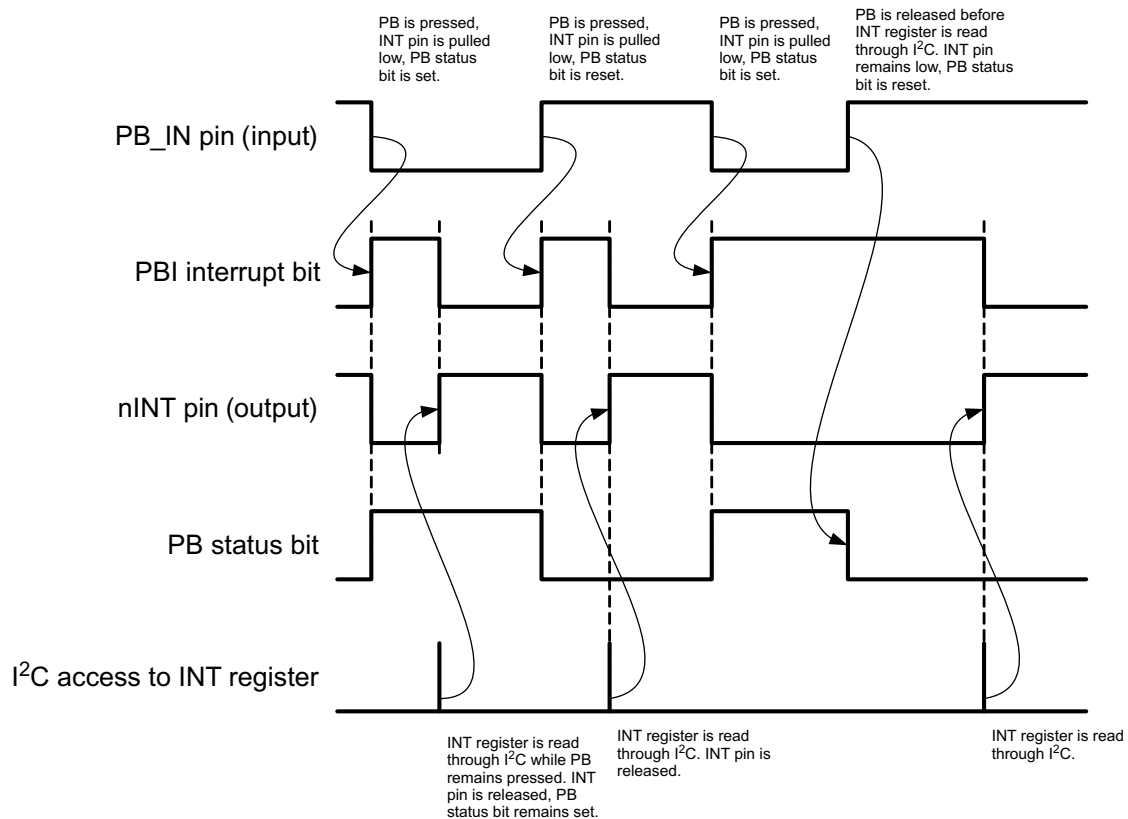 PB is pressed,
INT pin is pulled
low, PB status
bit is set.
PB is pressed,
INT pin is pulled
low, PB status
bit is reset.
PB is pressed,
INT pin is pulled
low, PB status
bit is set.
PB is released before
INT register is read
through I²C. INT pin
remains low, PB status
bit is reset.
PB_IN pin (input)
PBI interrupt bit
nINT pin (output)
PB status bit
I²C access to INT register
INT register is read
through I²C while PB
remains pressed. INT
pin is released, PB
status bit remains set.
INT register is read
through I²C. INT pin is
released.
INT register is read
through I²C.